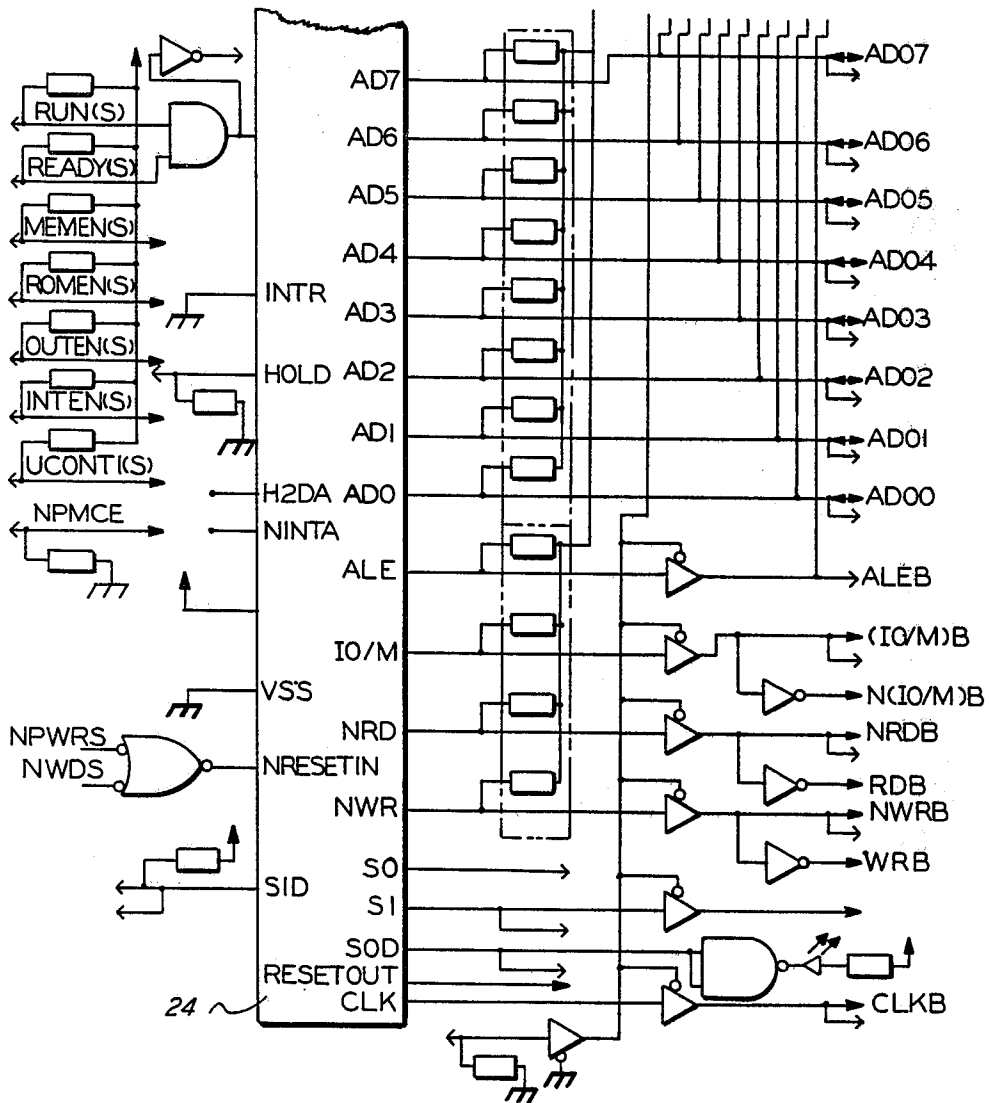 RUN(S)
READY(S)
MEMEN(S)
ROMEN(S)
OUTEN(S)
INTEN(S)
UCONTI(S)
NPMCE
NPWRS
NWDS
INTR
HOLD
H2DA
NINTA
VSS
NRESETIN
SID
24
AD7
AD6
AD5
AD4
AD3
AD2
AD1
AD0
ALE
IO/M
NRD
NWR
S0
S1
SOD
RESETOUT
CLK
AD07
AD06
AD05
AD04
AD03
AD02
AD01
AD00
ALEB
(IO/M)B
N(IO/M)B
NRDB
RDB
NWRB
WRB
CLKB